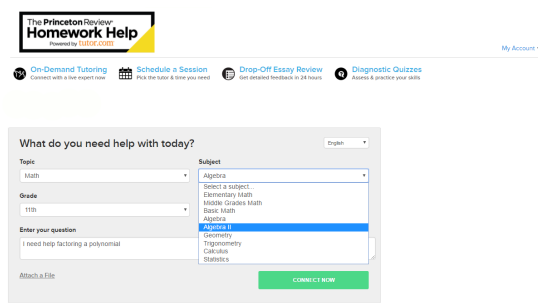 The Princeton Review®
Homework Help
Powered by tutor.com
My Account
On-Demand Tutoring
Connect with a live expert now
Schedule a Session
Pick the tutor & time you need
Drop-Off Essay Review
Get detailed feedback in 24 hours
Diagnostic Quizzes
Assess & practice your skills
What do you need help with today?
English
Topic
Subject
Math
Algebra
Select a subject...
Elementary Math
Middle Grades Math
Basic Math
Algebra
Algebra II
Geometry
Trigonometry
Calculus
Statistics
Grade
11th
Enter your question
I need help factoring a polynomial
Attach a File
CONNECT NOW